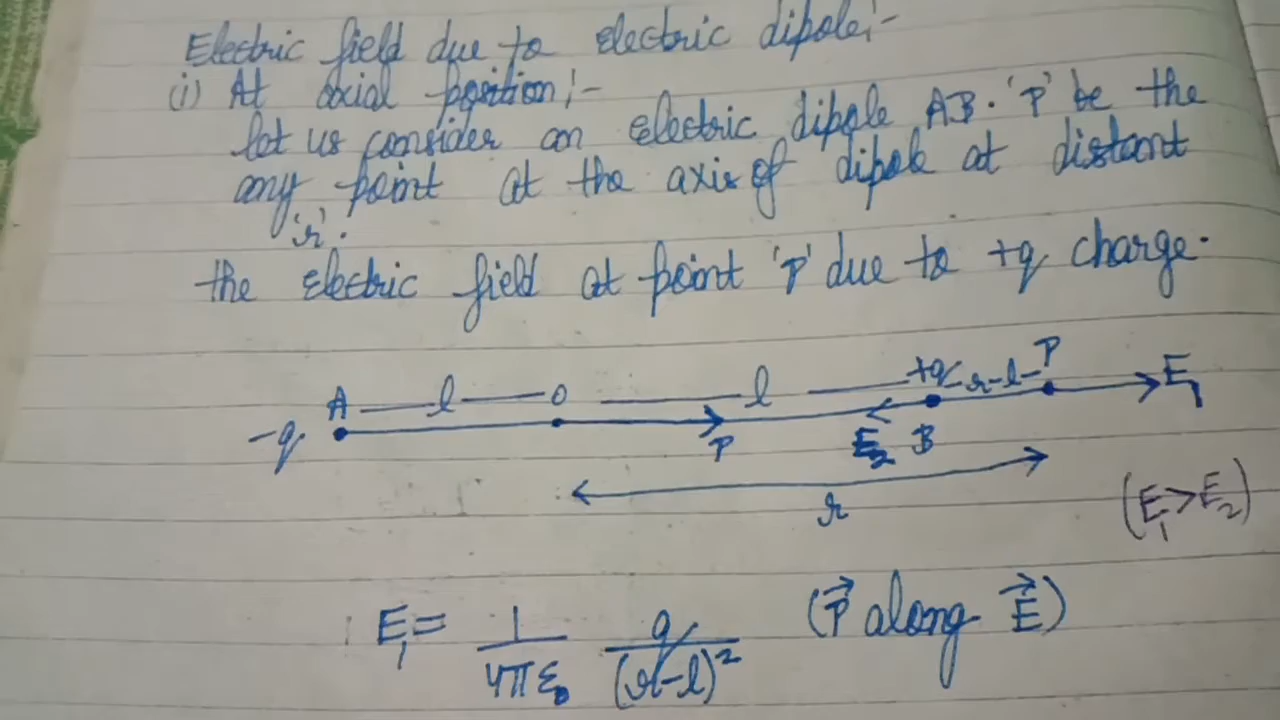 Electric field due to electric dipole:-
(i) At axial position:-
let us consider an electric dipole AB. 'P' be the
any point at the axis of dipole at distant
'r'.
the electric field at point 'P' due to +q charge.
-q A l O l +q r-l P E₁
P E₂ B
r
(E₁>E₂)
E₁ = 1/4πε₀ q/(r-l)² (P⃗ along E⃗)